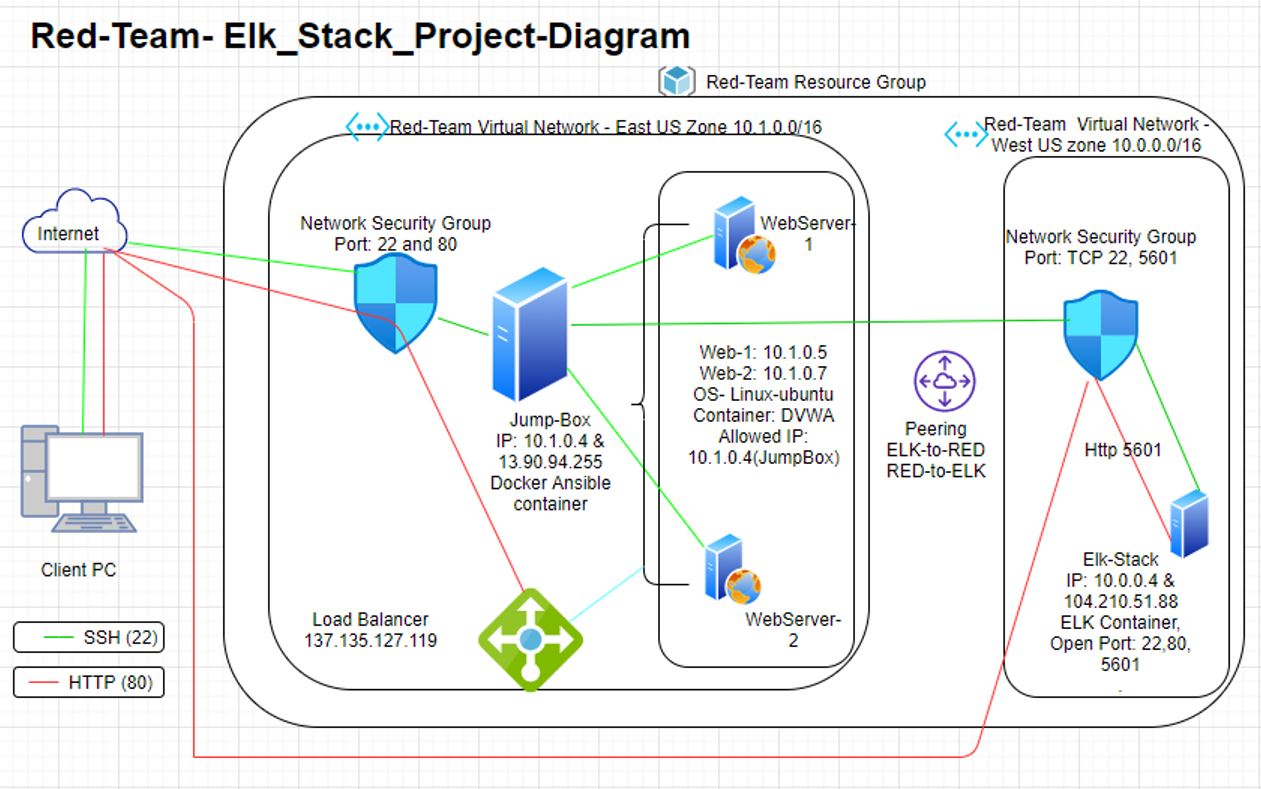 Red-Team- Elk_Stack_Project-Diagram
Red-Team Resource Group
Red-Team Virtual Network - East US Zone 10.1.0.0/16
Red-Team  Virtual Network -
West US zone 10.0.0.0/16
Internet
Network Security Group
Port: 22 and 80
WebServer-
1
Network Security Group
Port: TCP 22, 5601
Web-1: 10.1.0.5
Web-2: 10.1.0.7
OS- Linux-ubuntu
Container: DVWA
Allowed IP:
10.1.0.4(JumpBox)
Jump-Box
IP: 10.1.0.4 &
13.90.94.255
Docker Ansible
container
Peering
ELK-to-RED
RED-to-ELK
Http 5601
Client PC
Elk-Stack
IP: 10.0.0.4 &
104.210.51.88
ELK Container,
Open Port: 22,80,
5601
.
Load Balancer
137.135.127.119
WebServer-
2
SSH (22)
HTTP (80)